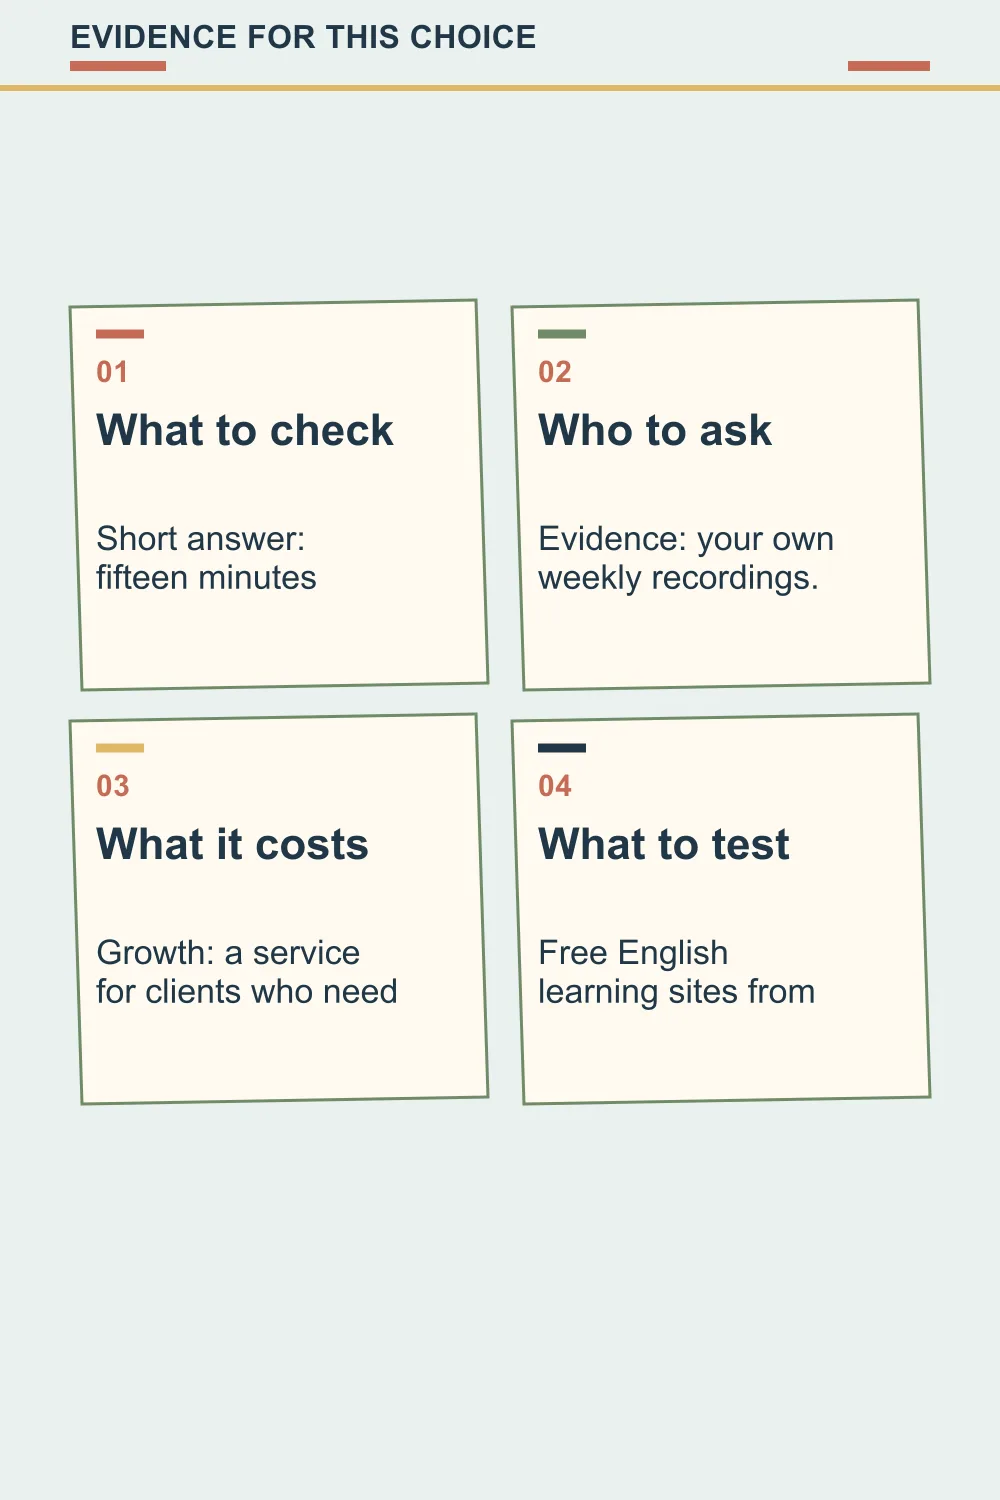 EVIDENCE FOR THIS CHOICE
01
What to check
Short answer:
fifteen minutes
02
Who to ask
Evidence: your own
weekly recordings.
03
What it costs
Growth: a service
for clients who need
04
What to test
Free English
learning sites from